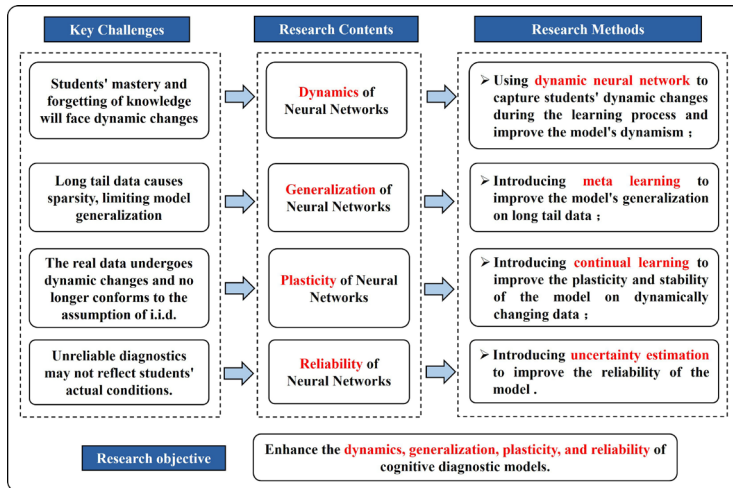 Key Challenges
Research Contents
Research Methods
Students' mastery and
forgetting of knowledge
will face dynamic changes
Dynamics of
Neural Networks
➢ Using dynamic neural network to
capture students' dynamic changes
during the learning process and
improve the model's dynamism ;
Long tail data causes
sparsity, limiting model
generalization
Generalization of
Neural Networks
➢ Introducing meta learning to
improve the model's generalization
on long tail data ;
The real data undergoes
dynamic changes and no
longer conforms to the
assumption of i.i.d.
Plasticity of Neural
Networks
➢ Introducing continual learning to
improve the plasticity and stability
of the model on dynamically
changing data ;
Unreliable diagnostics
may not reflect students'
actual conditions.
Reliability of
Neural Networks
➢ Introducing uncertainty estimation
to improve the reliability of the
model .
Research objective
Enhance the dynamics, generalization, plasticity, and reliability of
cognitive diagnostic models.